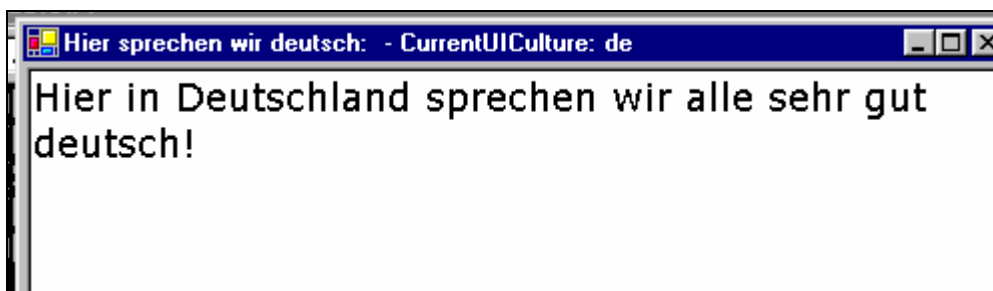 Hier sprechen wir deutsch:  - CurrentUICulture: de
Hier in Deutschland sprechen wir alle sehr gut
deutsch!